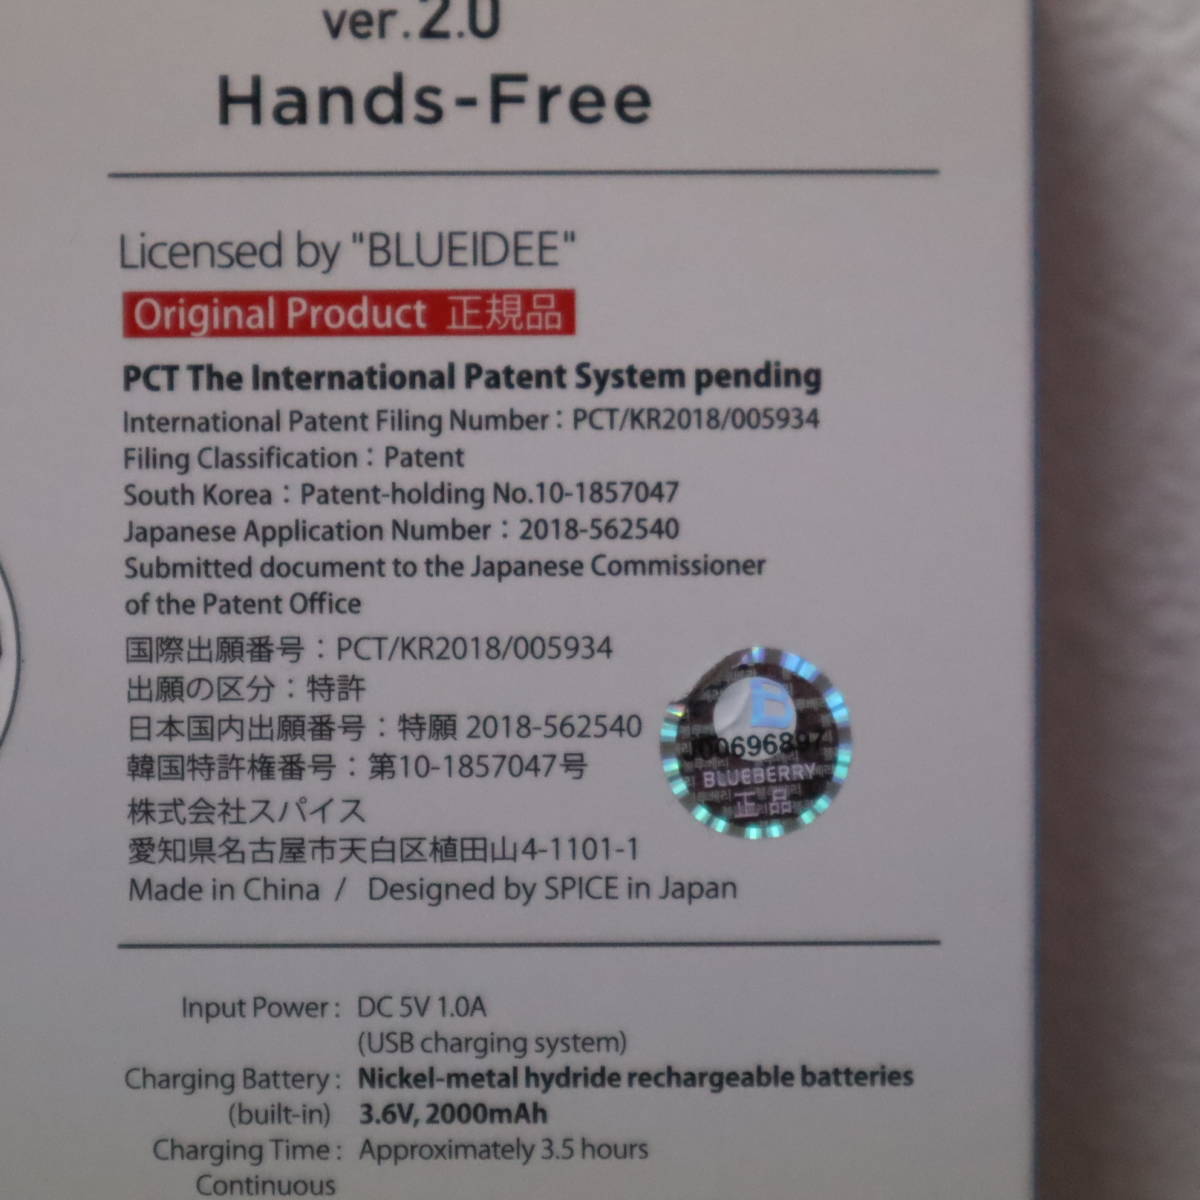 ver.2.0
Hands-Free
Licensed by "BLUEIDEE"
Original Product 正規品
PCT The International Patent System pending
International Patent Filing Number : PCT/KR2018/005934
Filing Classification : Patent
South Korea : Patent-holding No.10-1857047
Japanese Application Number : 2018-562540
Submitted document to the Japanese Commissioner
of the Patent Office
国際出願番号 : PCT/KR2018/005934
出願の区分 : 特許
日本国内出願番号 : 特願 2018-562540
韓国特許権番号 : 第10-1857047号
株式会社スパイス
愛知県名古屋市天白区植田山4-1101-1
Made in China / Designed by SPICE in Japan
B
BLUEBERRY
正品
Input Power : DC 5V 1.0A
(USB charging system)
Charging Battery : Nickel-metal hydride rechargeable batteries
(built-in) 3.6V, 2000mAh
Charging Time : Approximately 3.5 hours
Continuous